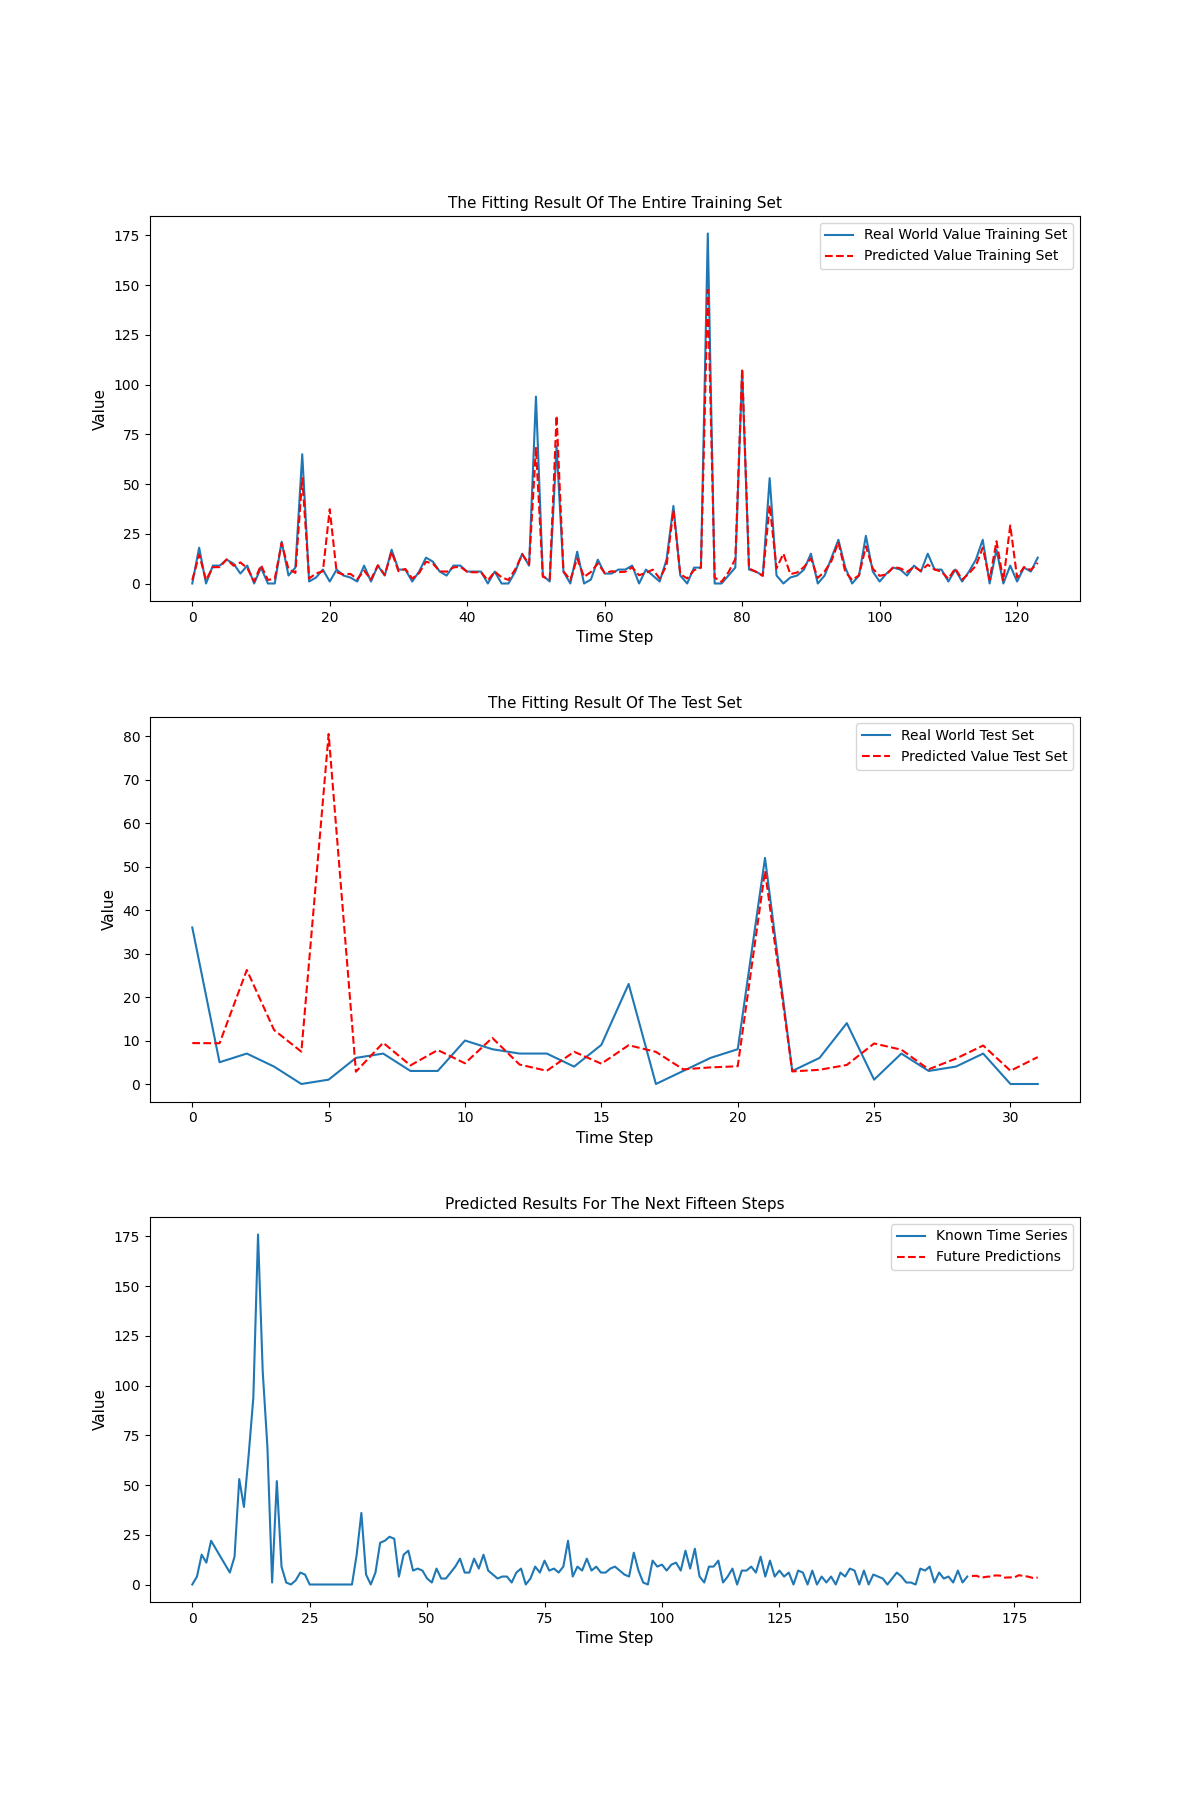 The Fitting Result Of The Entire Training Set
Real World Value Training Set
Predicted Value Training Set
175
150
125
100
75
50
25
0
Value
0 20 40 60 80 100 120
Time Step
The Fitting Result Of The Test Set
Real World Test Set
Predicted Value Test Set
80
70
60
50
40
30
20
10
0
Value
0 5 10 15 20 25 30
Time Step
Predicted Results For The Next Fifteen Steps
Known Time Series
Future Predictions
175
150
125
100
75
50
25
0
Value
0 25 50 75 100 125 150 175
Time Step